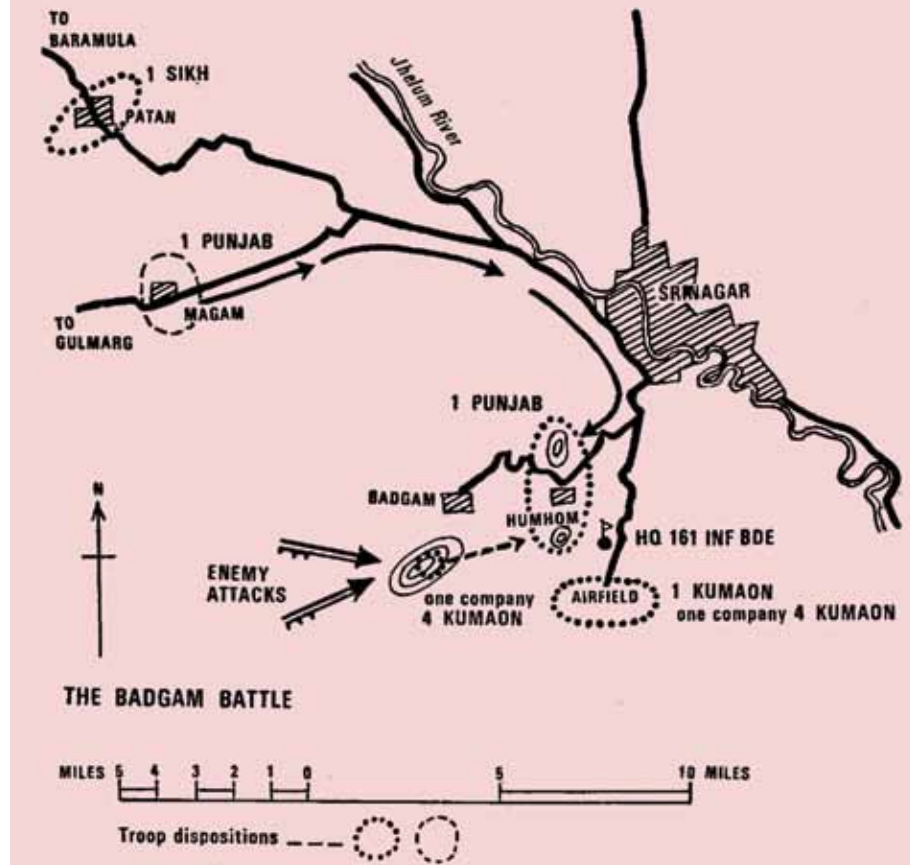 TO
BARAMULA
1 SIKH
PATAN
Jhelum River
1 PUNJAB
MAGAM
TO
GULMARG
SRINAGAR
1 PUNJAB
BADGAM
HUMHOM
HQ 161 INF BDE
N
ENEMY
ATTACKS
one company
4 KUMAON
AIRFIELD
1 KUMAON
one company 4 KUMAON
THE BADGAM BATTLE
MILES 5 4 3 2 1 0 5 10 MILES
Troop dispositions